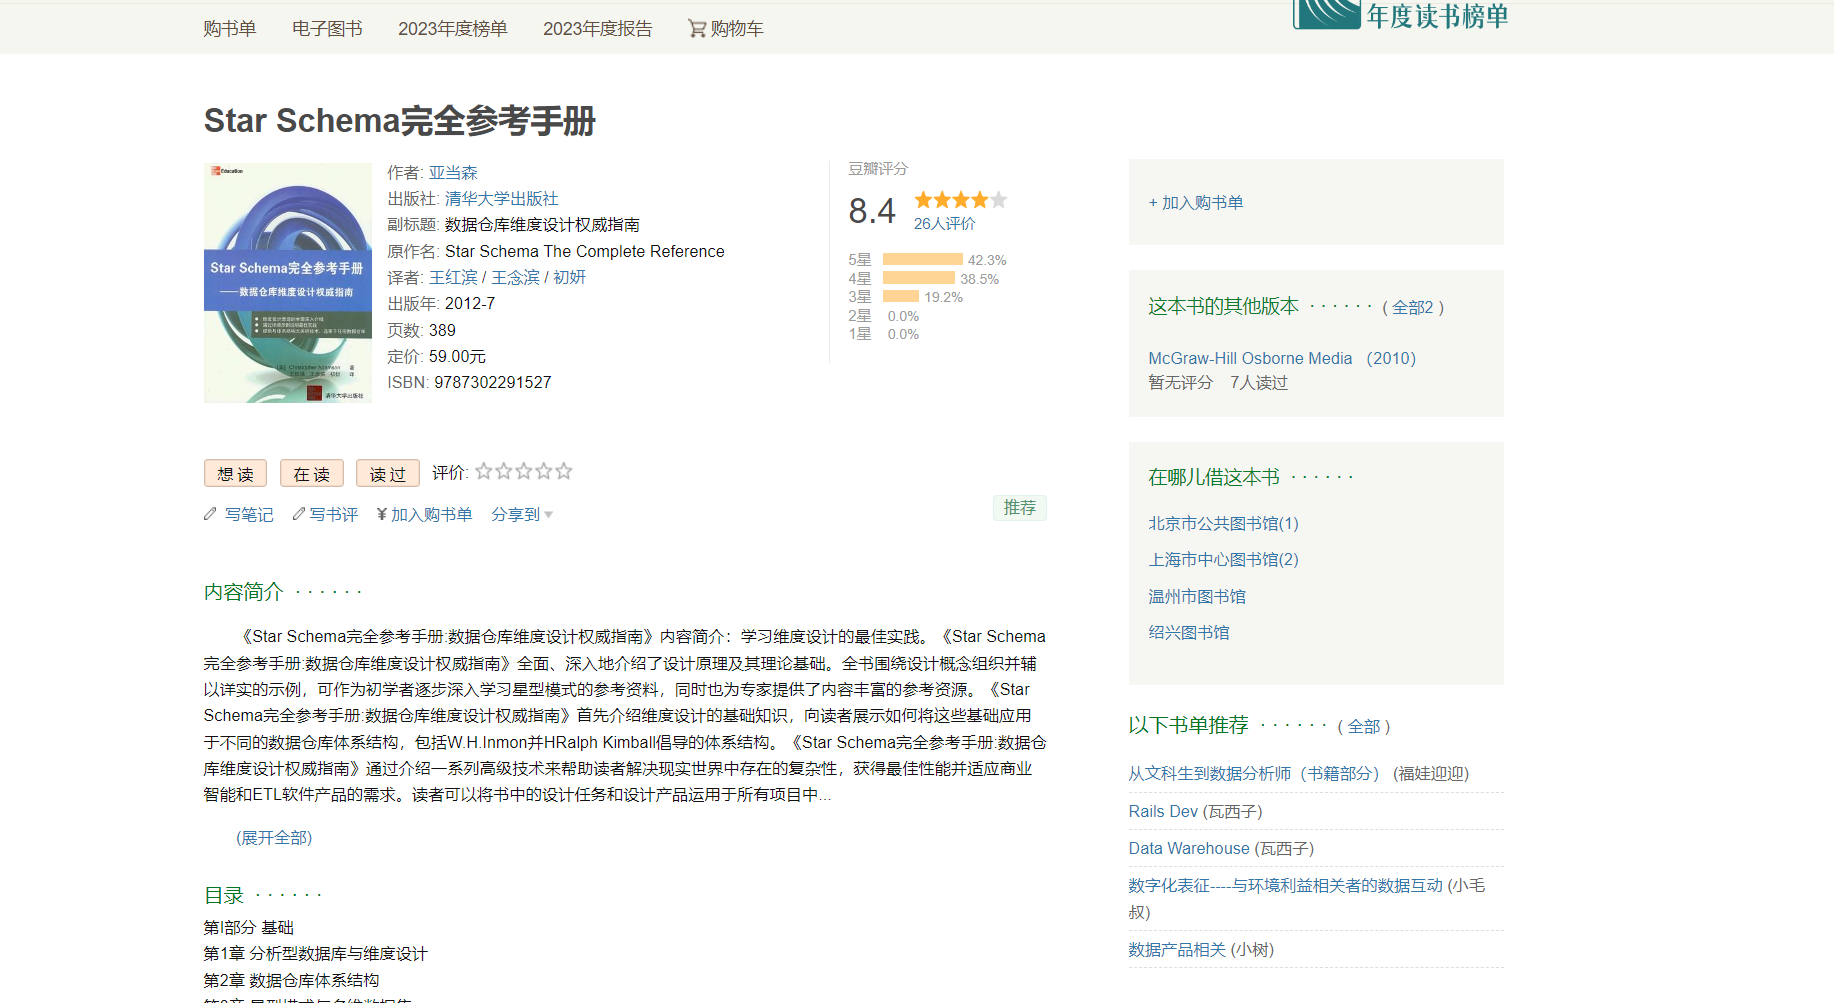 购书单 电子图书 2023年度榜单 2023年度报告 购物车
年度读书榜单
Star Schema完全参考手册
Education
Star Schema完全参考手册
——数据仓库维度设计权威指南
[美] Christopher Adamson 著
王红滨 王念滨 初妍 译
清华大学出版社
作者: 亚当森
出版社: 清华大学出版社
副标题: 数据仓库维度设计权威指南
原作名: Star Schema The Complete Reference
译者: 王红滨 / 王念滨 / 初妍
出版年: 2012-7
页数: 389
定价: 59.00元
ISBN: 9787302291527
豆瓣评分
8.4
26人评价
5星 42.3%
4星 38.5%
3星 19.2%
2星 0.0%
1星 0.0%
想读 在读 读过 评价:
写笔记 写书评 ¥加入购书单 分享到
推荐
内容简介 · · · · · ·
《Star Schema完全参考手册:数据仓库维度设计权威指南》内容简介：学习维度设计的最佳实践。《Star Schema
完全参考手册:数据仓库维度设计权威指南》全面、深入地介绍了设计原理及其理论基础。全书围绕设计概念组织并辅
以详实的示例，可作为初学者逐步深入学习星型模式的参考资料，同时也为专家提供了内容丰富的参考资源。《Star
Schema完全参考手册:数据仓库维度设计权威指南》首先介绍维度设计的基础知识，向读者展示如何将这些基础应用
于不同的数据仓库体系结构，包括W.H.Inmon并HRalph Kimball倡导的体系结构。《Star Schema完全参考手册:数据仓
库维度设计权威指南》通过介绍一系列高级技术来帮助读者解决现实世界中存在的复杂性，获得最佳性能并适应商业
智能和ETL软件产品的需求。读者可以将书中的设计任务和设计产品运用于所有项目中...
(展开全部)
目录 · · · · · ·
第I部分 基础
第1章 分析型数据库与维度设计
第2章 数据仓库体系结构
第3章 星型模式与多维数据集
+ 加入购书单
这本书的其他版本 · · · · · · ( 全部2 )
McGraw-Hill Osborne Media （2010）
暂无评分 7人读过
在哪儿借这本书 · · · · · ·
北京市公共图书馆(1)
上海市中心图书馆(2)
温州市图书馆
绍兴图书馆
以下书单推荐 · · · · · · ( 全部 )
从文科生到数据分析师（书籍部分） (福娃迎迎)
Rails Dev (瓦西子)
Data Warehouse (瓦西子)
数字化表征----与环境利益相关者的数据互动 (小毛
叔)
数据产品相关 (小树)